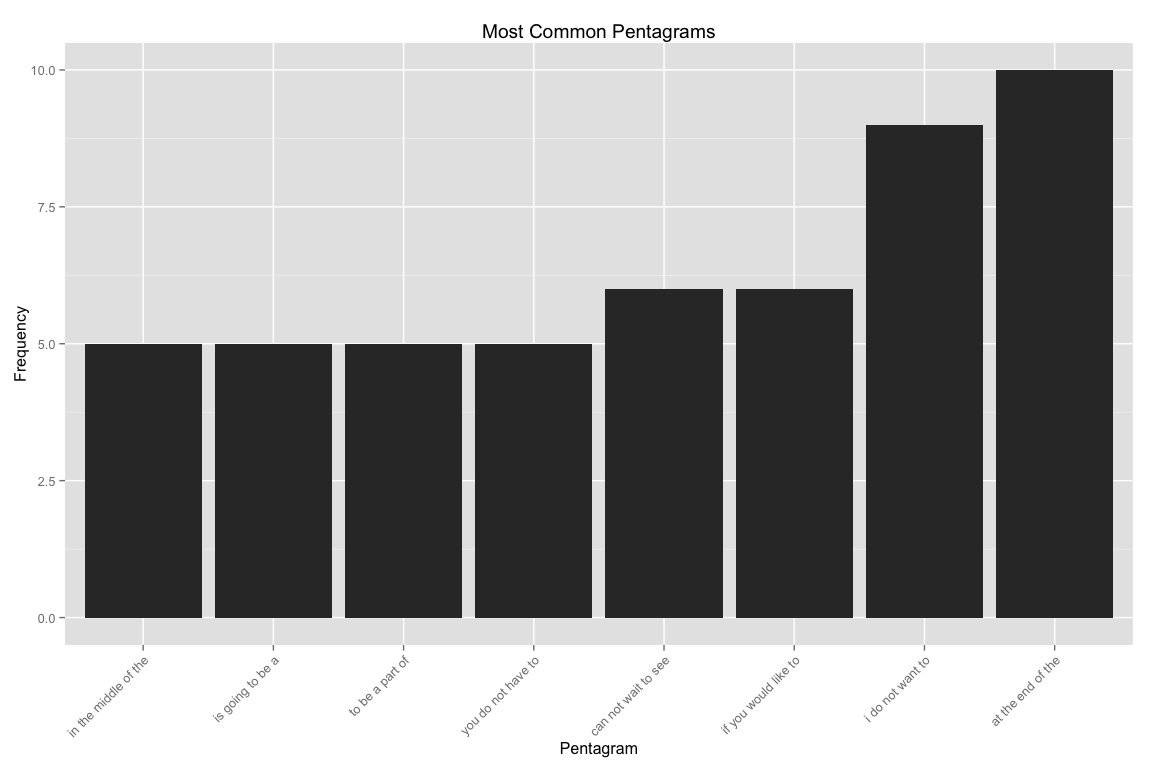 Most Common Pentagrams
10.0
7.5
5.0
2.5
0.0
Frequency
in the middle of the
is going to be a
to be a part of
you do not have to
can not wait to see
if you would like to
i do not want to
at the end of the
Pentagram